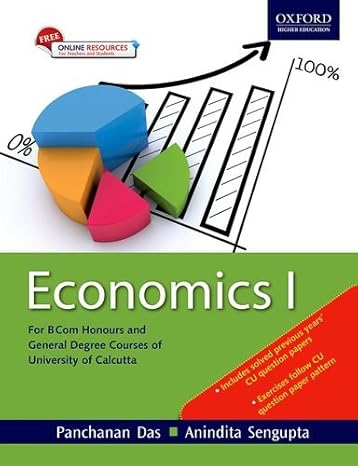 FREE
ONLINE RESOURCES
For Teachers and Students
OXFORD
HIGHER EDUCATION
100%
0%
Economics I
For BCom Honours and
General Degree Courses of
University of Calcutta
• Includes solved previous years'
CU question papers
• Exercises follow CU
question paper pattern
Panchanan Das ■ Anindita Sengupta